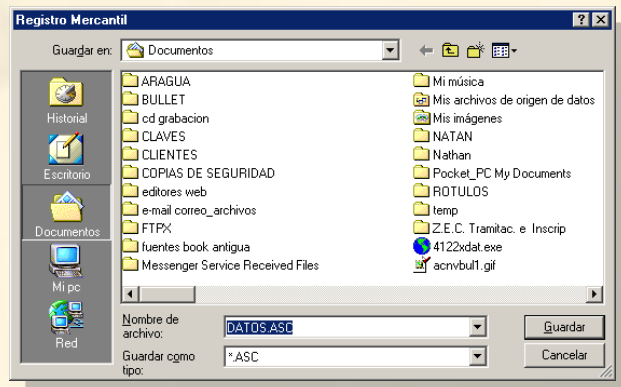 Registro Mercantil
Guardar en: Documentos
Historial
Escritorio
Documentos
Mi pc
Red
ARAGUA
BULLET
cd grabacion
CLAVES
CLIENTES
COPIAS DE SEGURIDAD
editores web
e-mail correo_archivos
FTPX
fuentes book antigua
Messenger Service Received Files
Mi música
Mis archivos de origen de datos
Mis imágenes
NATAN
Nathan
Pocket_PC My Documents
ROTULOS
temp
Z.E.C. Tramitac. e Inscrip
4122xdat.exe
acnvbul1.gif
Nombre de
archivo:
DATOS.ASC
Guardar
Guardar como
tipo:
*.ASC
Cancelar